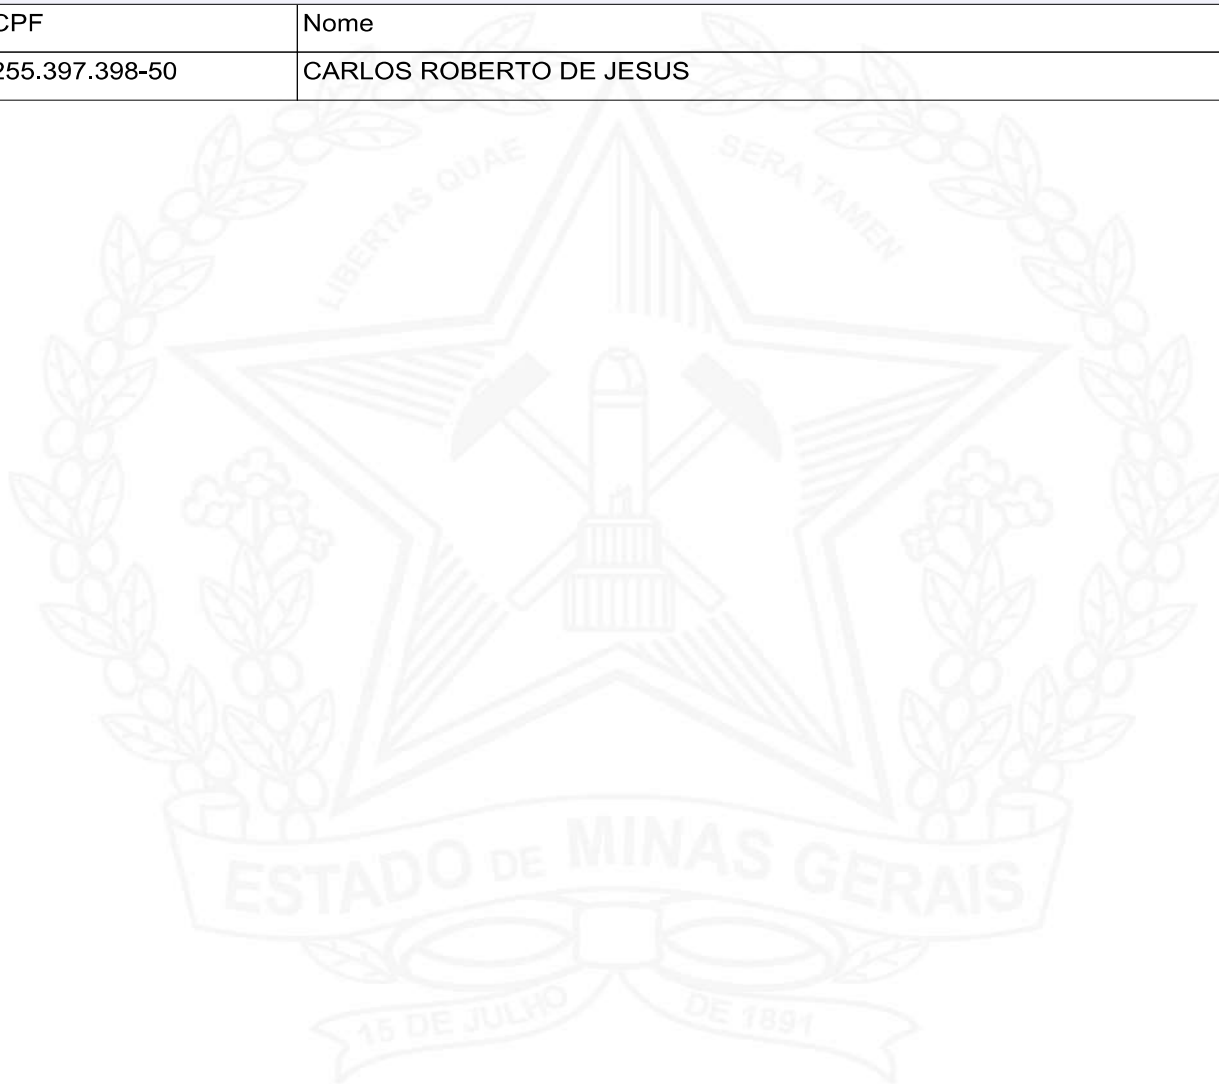 CPF Nome
255.397.398-50 CARLOS ROBERTO DE JESUS
LIBERTAS QUAE SERA TAMEN
ESTADO DE MINAS GERAIS
15 DE JULHO DE 1891